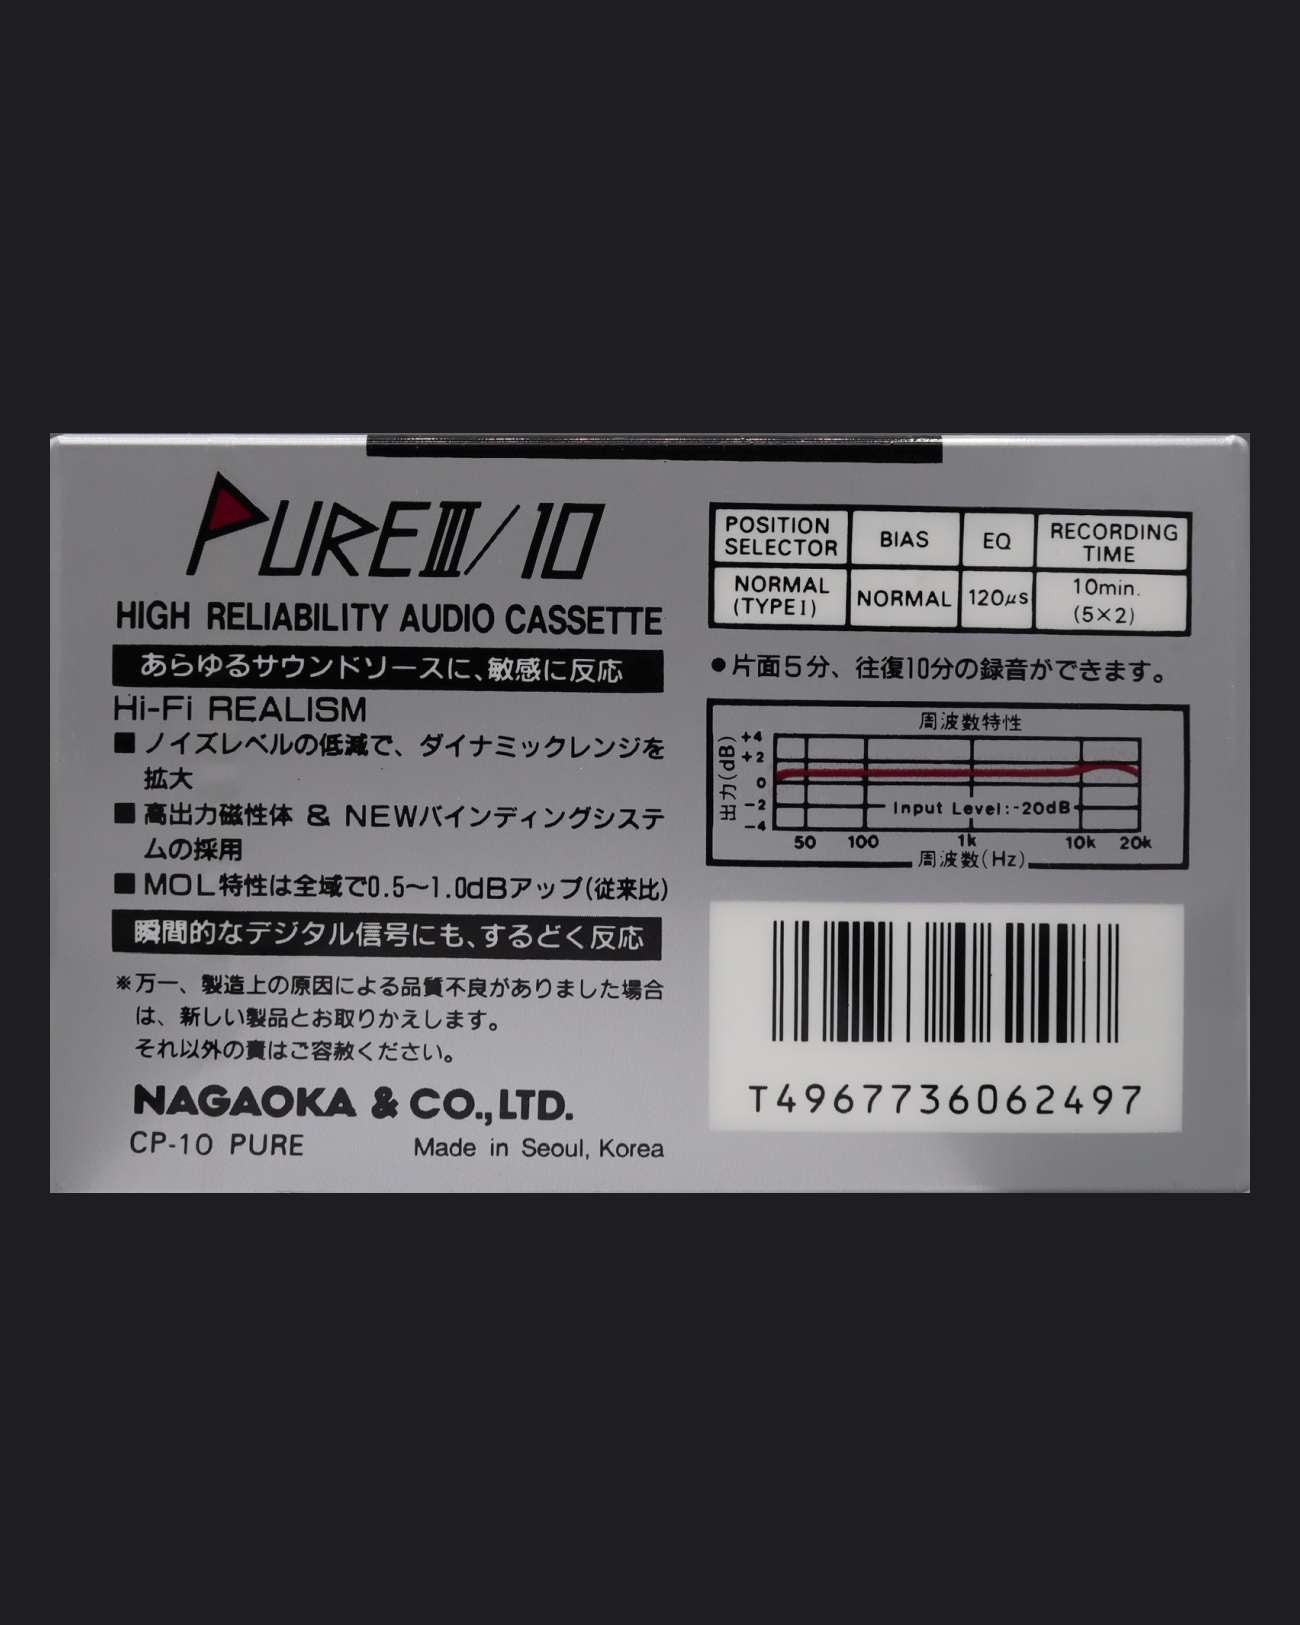 PURE III/10
HIGH RELIABILITY AUDIO CASSETTE
あらゆるサウンドソースに、敏感に反応
Hi-Fi REALISM
■ノイズレベルの低減で、ダイナミックレンジを
拡大
■高出力磁性体 & NEWバインディングシステ
ムの採用
■MOL特性は全域で0.5〜1.0dBアップ(従来比)
瞬間的なデジタル信号にも、するどく反応
※万一、製造上の原因による品質不良がありました場合
は、新しい製品とお取りかえします。
それ以外の責はご容赦ください。
NAGAOKA & CO., LTD.
CP-10 PURE Made in Seoul, Korea
POSITION SELECTOR BIAS EQ RECORDING TIME
NORMAL (TYPE I) NORMAL 120μs 10min. (5×2)
●片面5分、往復10分の録音ができます。
周波数特性
出力(dB)
+4
+2
0
-2
-4
Input Level:-20dB
50 100 1k 10k 20k
周波数(Hz)
T4967736062497